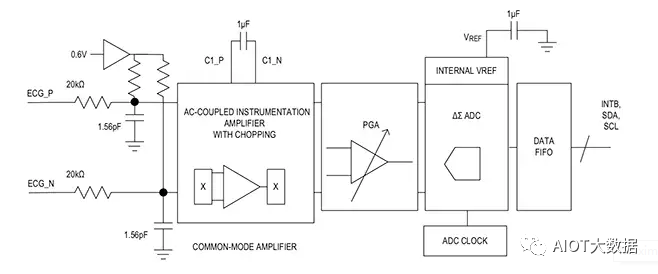 1µF
C1_P
C1_N
0.6V
ECG_P
20kΩ
1.56pF
ECG_N
20kΩ
1.56pF
AC-COUPLED INSTRUMENTATION
AMPLIFIER
WITH CHOPPING
X
X
COMMON-MODE AMPLIFIER
PGA
VREF
1µF
INTERNAL VREF
ΔΣ ADC
ADC CLOCK
DATA
FIFO
INTB,
SDA,
SCL
AIOT大数据